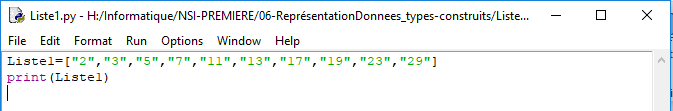 Liste1.py - H:/Informatique/NSI-PREMIERE/06-ReprésentationDonnees_types-construits/Liste...
File Edit Format Run Options Window Help
Liste1=["2","3","5","7","11","13","17","19","23","29"]
print(Liste1)